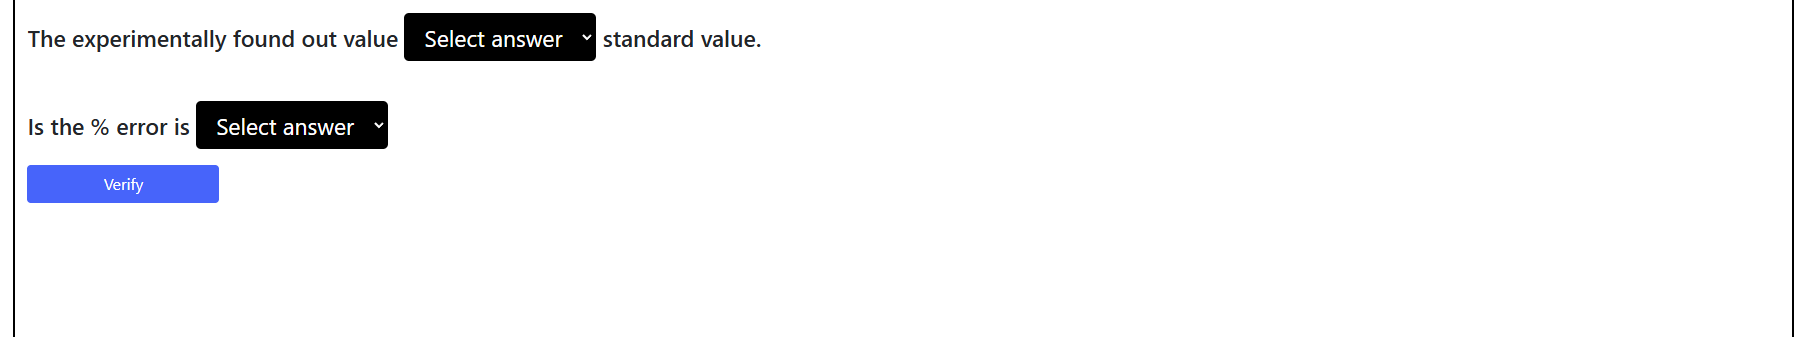 The experimentally found out value Select answer standard value.
Is the % error is Select answer
Verify